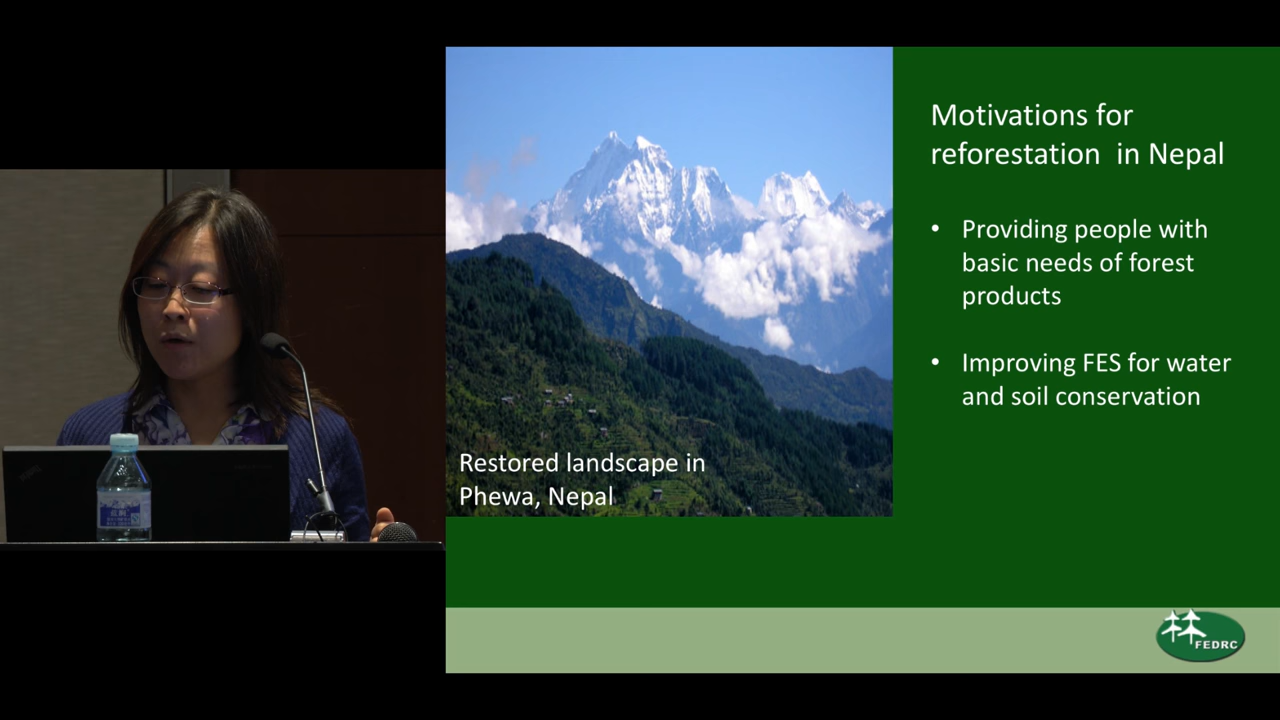 Motivations for
reforestation  in Nepal
• Providing people with
basic needs of forest
products
• Improving FES for water
and soil conservation
Restored landscape in
Phewa, Nepal
FEDRC